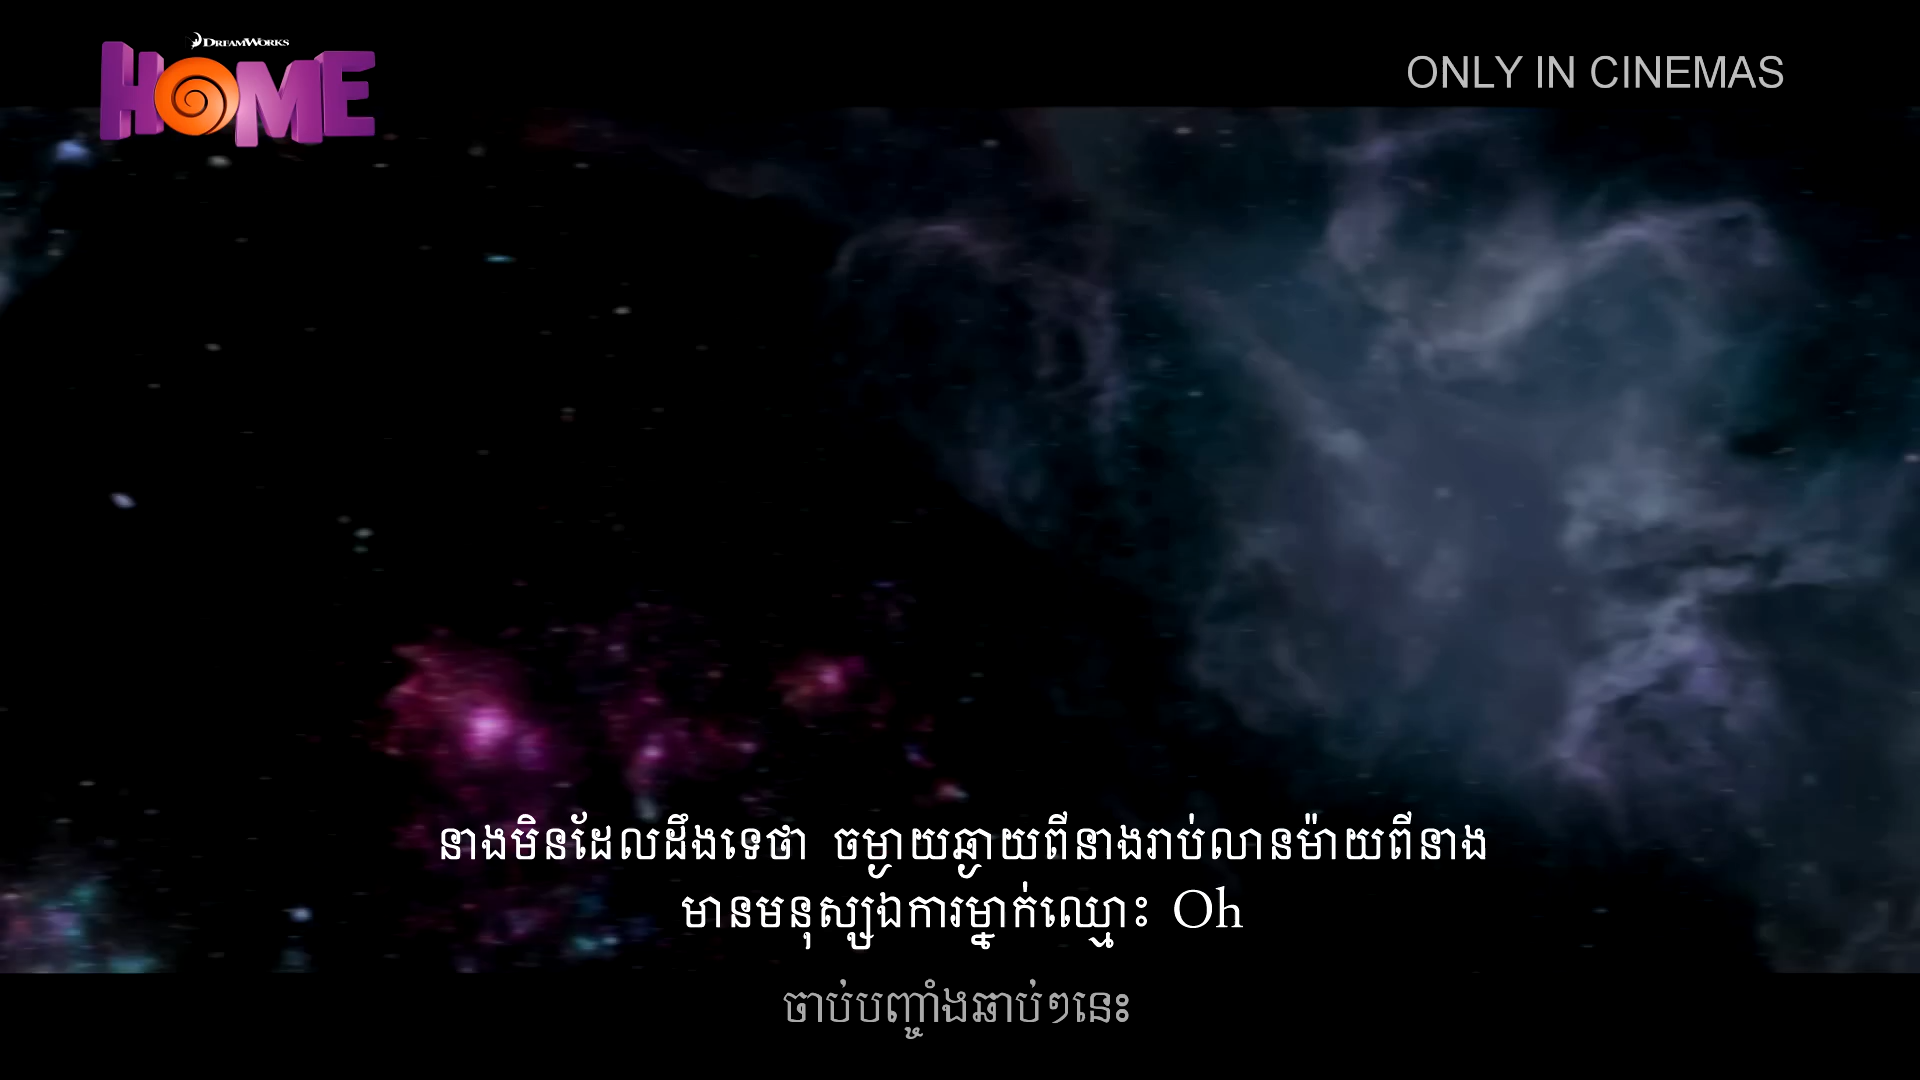 DREAMWORKS
HOME
ONLY IN CINEMAS
នាងមិនដែលដឹងទេថា ចម្ងាយឆ្ងាយពីនាងរាប់លានម៉ាយពីនាង
មានមនុស្សឯការម្នាក់ឈ្មោះ Oh
ចាប់បញ្ចាំងឆាប់ៗនេះ